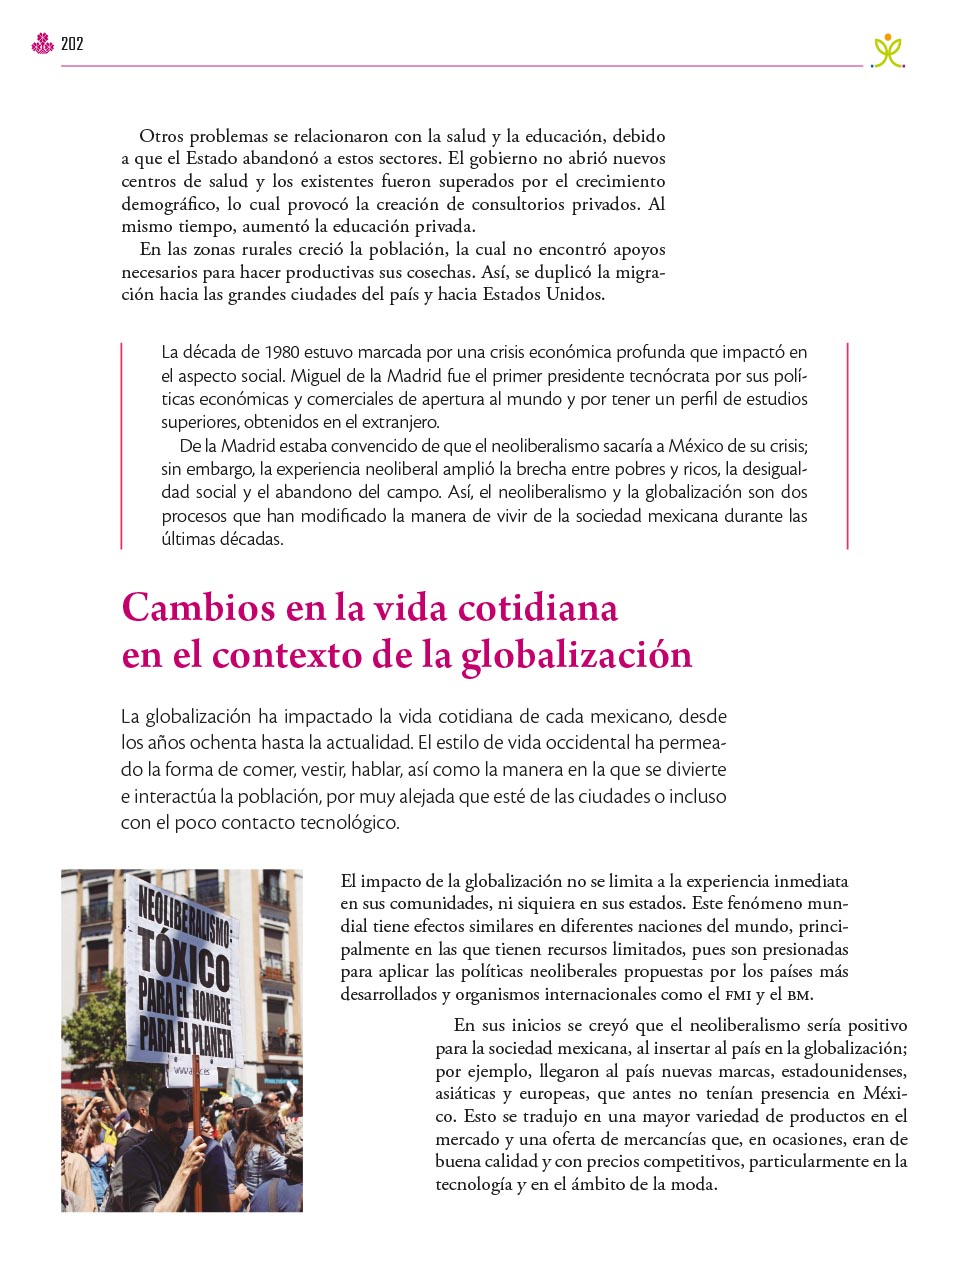 202
Otros problemas se relacionaron con la salud y la educación, debido
a que el Estado abandonó a estos sectores. El gobierno no abrió nuevos
centros de salud y los existentes fueron superados por el crecimiento
demográfico, lo cual provocó la creación de consultorios privados. Al
mismo tiempo, aumentó la educación privada.
En las zonas rurales creció la población, la cual no encontró apoyos
necesarios para hacer productivas sus cosechas. Así, se duplicó la migra-
ción hacia las grandes ciudades del país y hacia Estados Unidos.
La década de 1980 estuvo marcada por una crisis económica profunda que impactó en
el aspecto social. Miguel de la Madrid fue el primer presidente tecnócrata por sus polí-
ticas económicas y comerciales de apertura al mundo y por tener un perfil de estudios
superiores, obtenidos en el extranjero.
De la Madrid estaba convencido de que el neoliberalismo sacaría a México de su crisis;
sin embargo, la experiencia neoliberal amplió la brecha entre pobres y ricos, la desigual-
dad social y el abandono del campo. Así, el neoliberalismo y la globalización son dos
procesos que han modificado la manera de vivir de la sociedad mexicana durante las
últimas décadas.
Cambios en la vida cotidiana
en el contexto de la globalización
La globalización ha impactado la vida cotidiana de cada mexicano, desde
los años ochenta hasta la actualidad. El estilo de vida occidental ha permea-
do la forma de comer, vestir, hablar, así como la manera en la que se divierte
e interactúa la población, por muy alejada que esté de las ciudades o incluso
con el poco contacto tecnológico.
NEOLIBERALISMO:
TÓXICO
PARA EL HOMBRE
PARA EL PLANETA
El impacto de la globalización no se limita a la experiencia inmediata
en sus comunidades, ni siquiera en sus estados. Este fenómeno mun-
dial tiene efectos similares en diferentes naciones del mundo, princi-
palmente en las que tienen recursos limitados, pues son presionadas
para aplicar las políticas neoliberales propuestas por los países más
desarrollados y organismos internacionales como el FMI y el BM.
En sus inicios se creyó que el neoliberalismo sería positivo
para la sociedad mexicana, al insertar al país en la globalización;
por ejemplo, llegaron al país nuevas marcas, estadounidenses,
asiáticas y europeas, que antes no tenían presencia en Méxi-
co. Esto se tradujo en una mayor variedad de productos en el
mercado y una oferta de mercancías que, en ocasiones, eran de
buena calidad y con precios competitivos, particularmente en la
tecnología y en el ámbito de la moda.